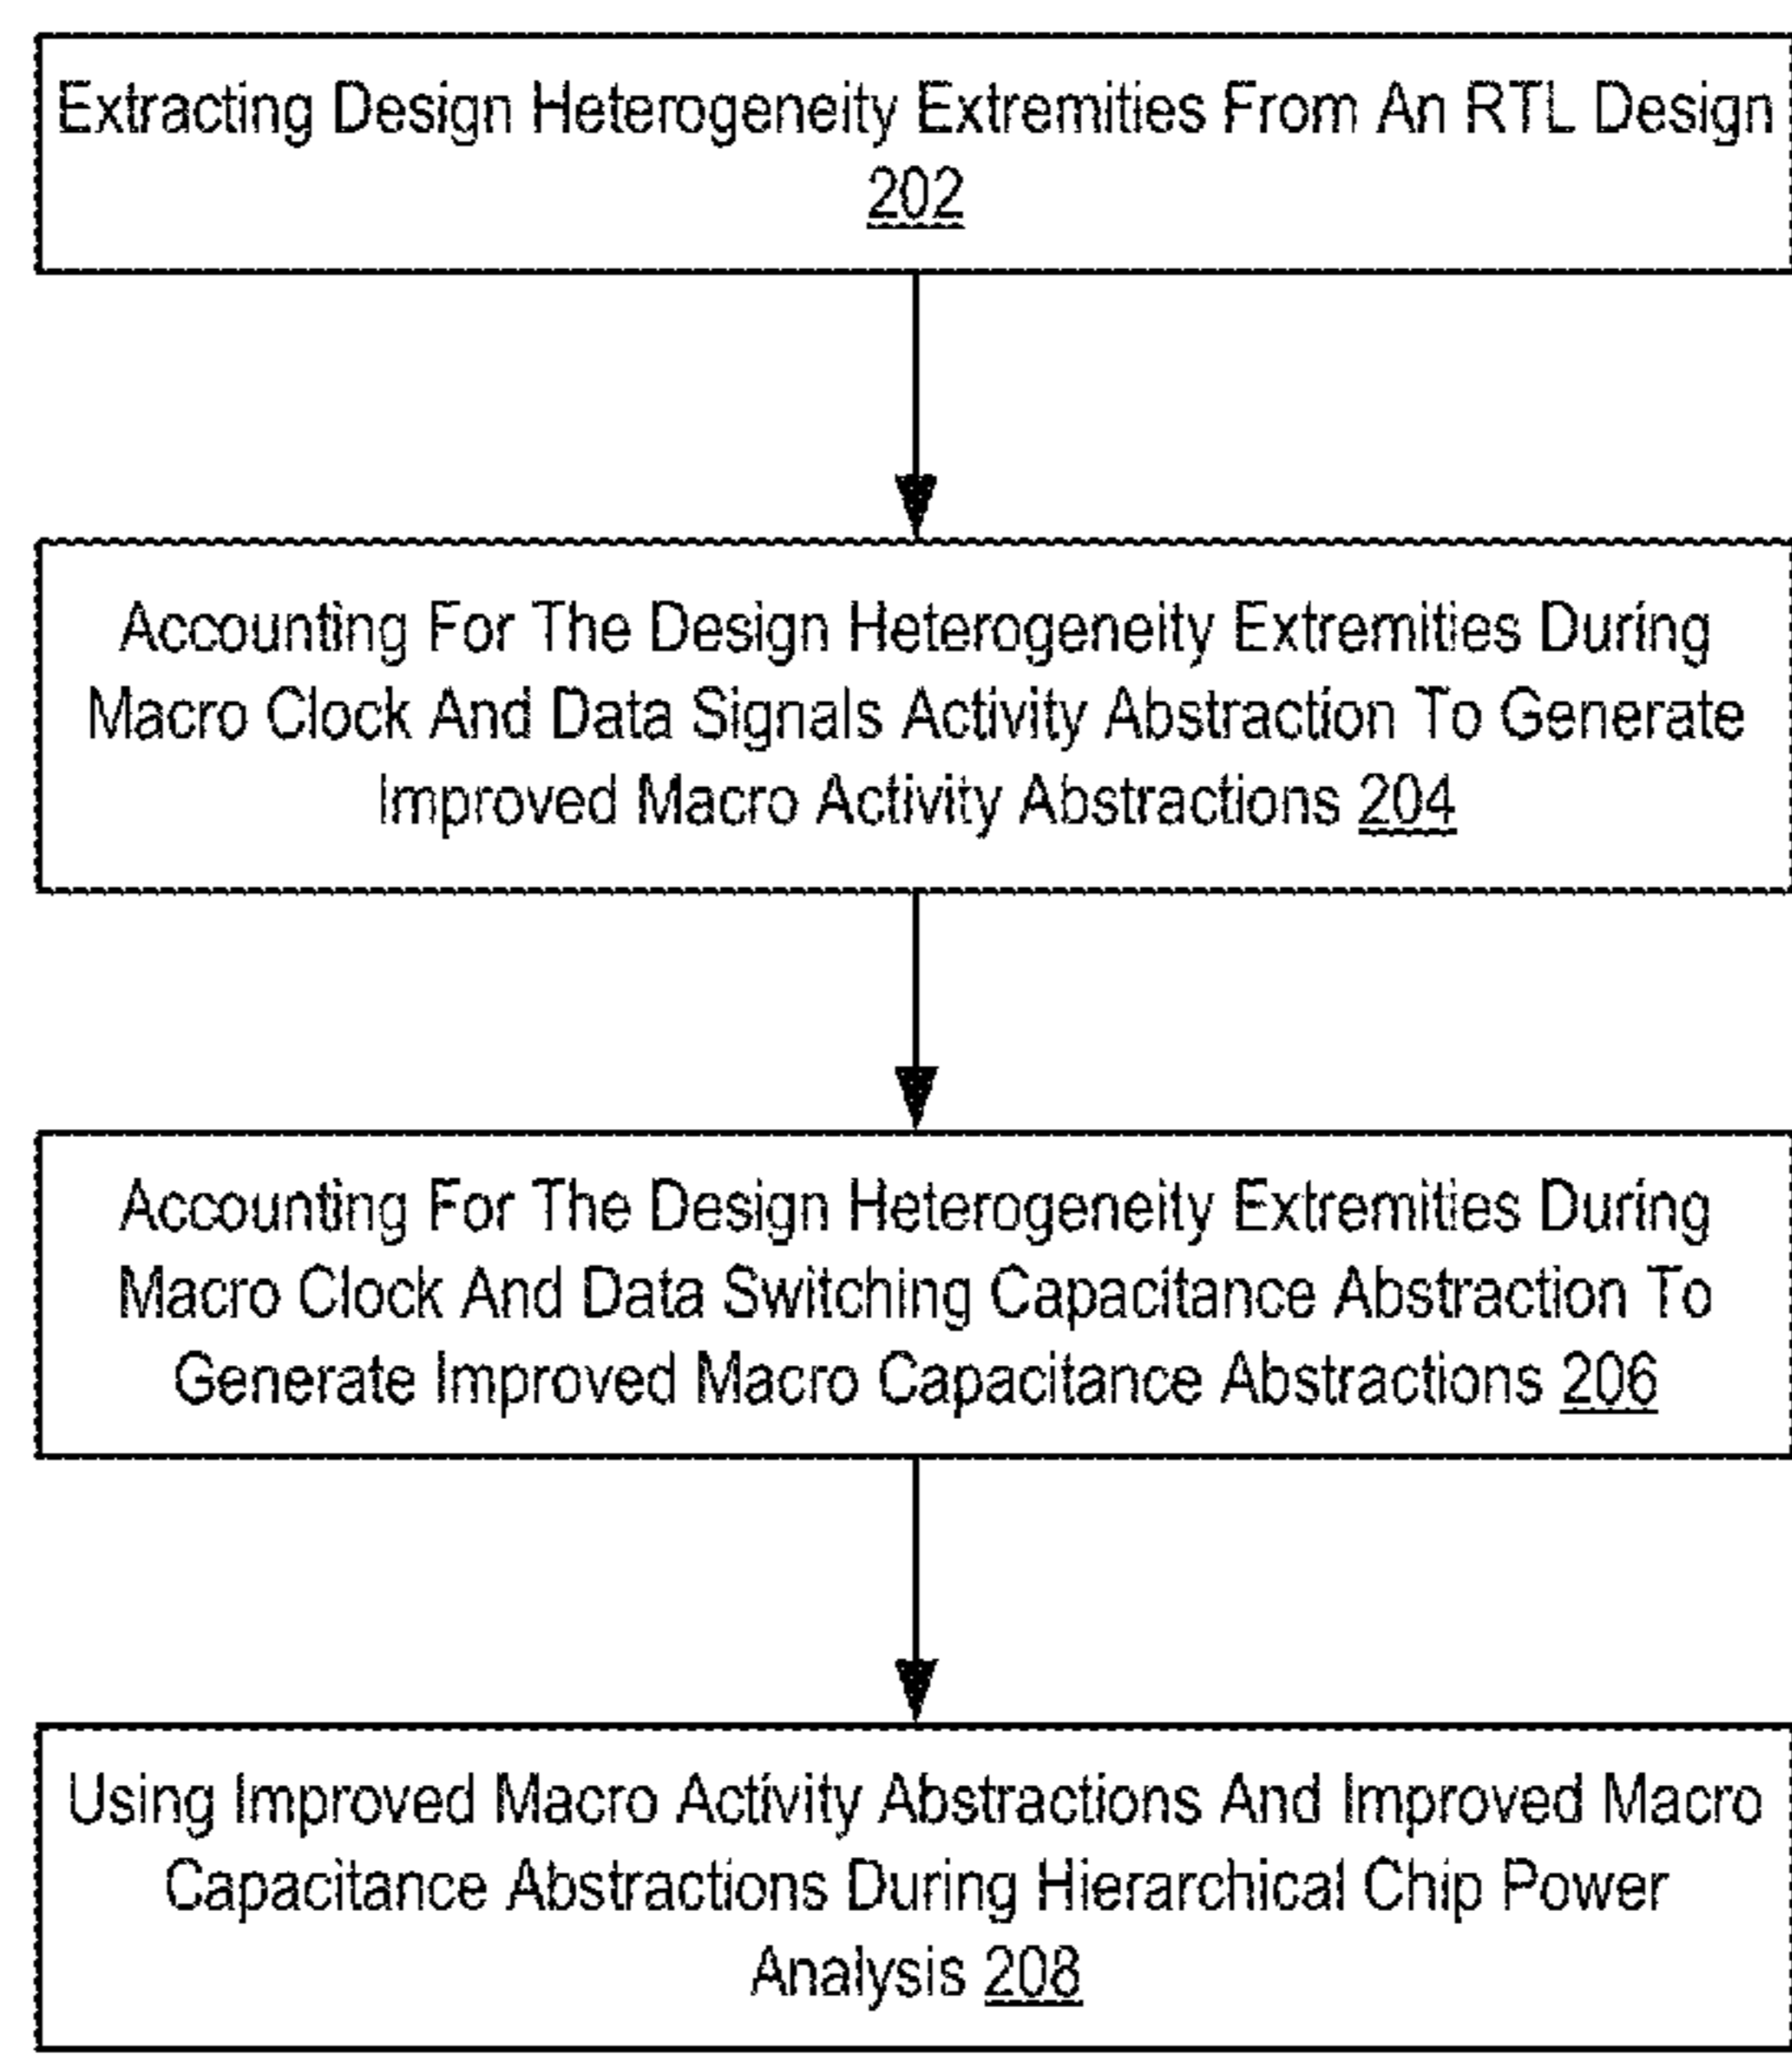 Extracting Design Heterogeneity Extremities From An RTL Design
202
Accounting For The Design Heterogeneity Extremities During
Macro Clock And Data Signals Activity Abstraction To Generate
Improved Macro Activity Abstractions 204
Accounting For The Design Heterogeneity Extremities During
Macro Clock And Data Switching Capacitance Abstraction To
Generate Improved Macro Capacitance Abstractions 206
Using Improved Macro Activity Abstractions And Improved Macro
Capacitance Abstractions During Hierarchical Chip Power
Analysis 208